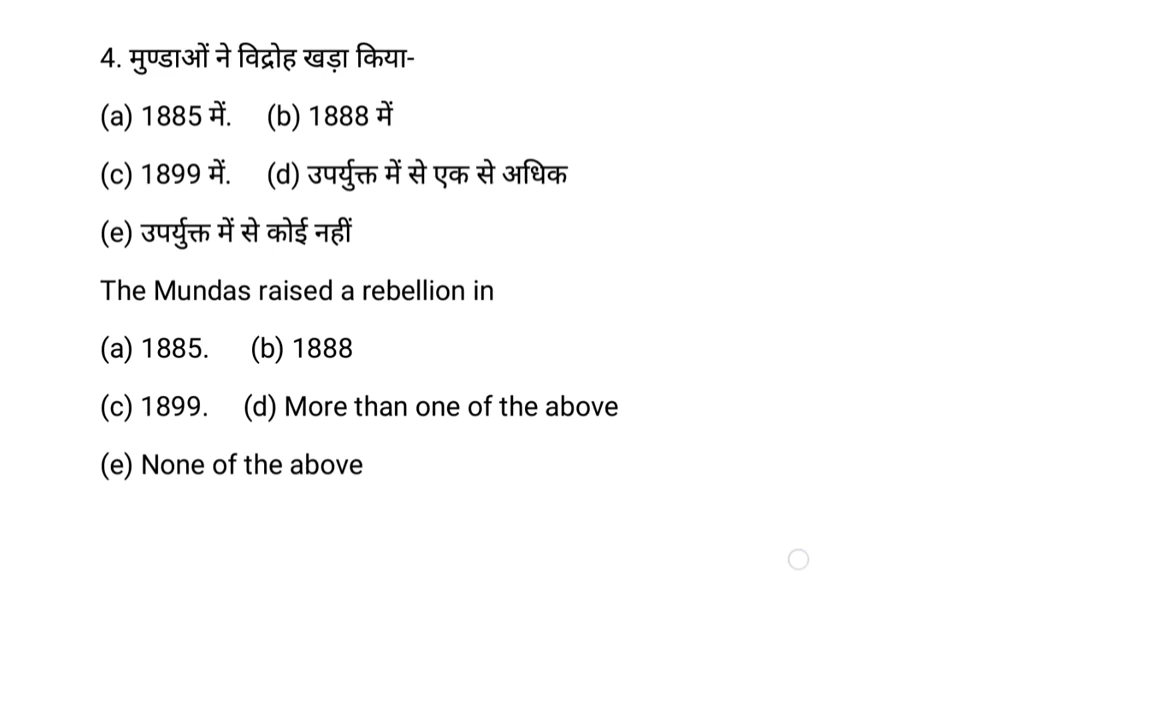 4. मुण्डाओं ने विद्रोह खड़ा किया-
(a) 1885 में. (b) 1888 में
(c) 1899 में. (d) उपर्युक्त में से एक से अधिक
(e) उपर्युक्त में से कोई नहीं
The Mundas raised a rebellion in
(a) 1885. (b) 1888
(c) 1899. (d) More than one of the above
(e) None of the above